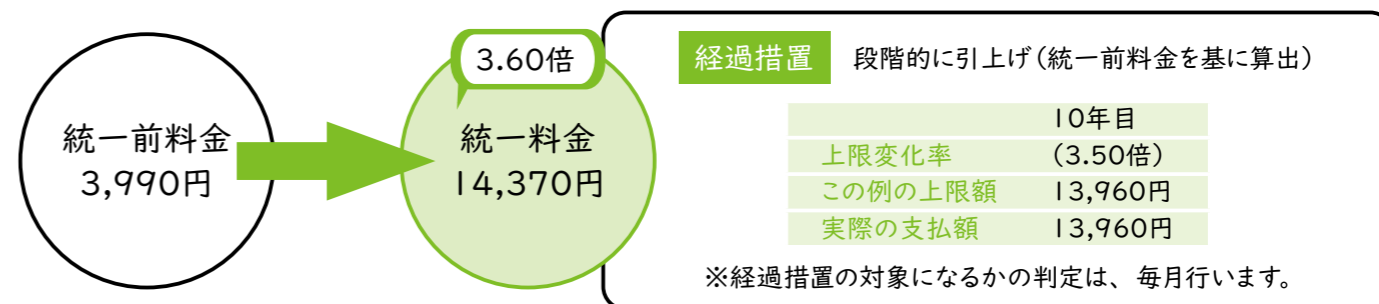 統一前料金
3,990円
3.60倍
統一料金
14,370円
経過措置 段階的に引上げ(統一前料金を基に算出)
10年目
上限変化率 (3.50倍)
この例の上限額 13,960円
実際の支払額 13,960円
※経過措置の対象になるかの判定は、毎月行います。